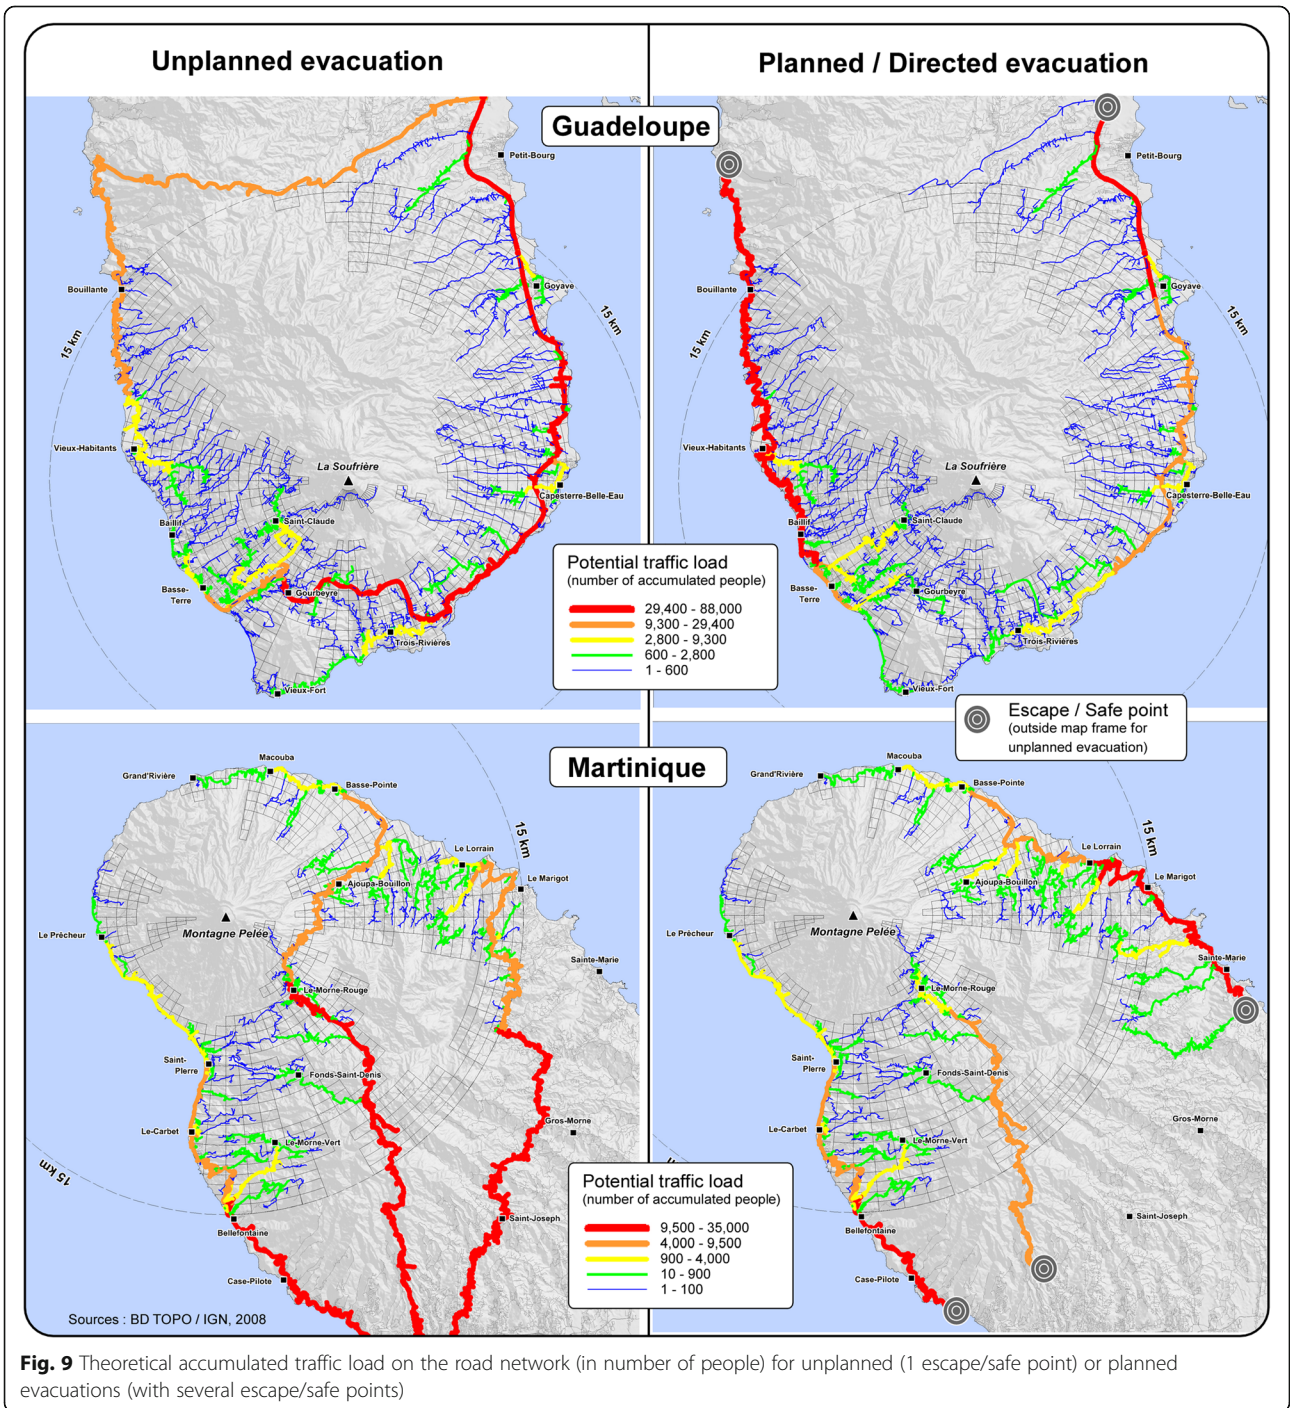 Unplanned evacuation
Planned / Directed evacuation
Guadeloupe
Petit-Bourg
Goyave
Bouillante
15 km
15 km
Vieux-Habitants
La Soufrière
Capesterre-Belle-Eau
Saint-Claude
Baillif
Basse-
Terre
Gourbeyre
Trois-Rivières
Vieux-Fort
Petit-Bourg
Goyave
Bouillante
15 km
15 km
Vieux-Habitants
La Soufrière
Capesterre-Belle-Eau
Saint-Claude
Baillif
Basse-
Terre
Gourbeyre
Trois-Rivières
Vieux-Fort
Potential traffic load
(number of accumulated people)
29,400 - 88,000
9,300 - 29,400
2,800 - 9,300
600 - 2,800
1 - 600
Escape / Safe point
(outside map frame for
unplanned evacuation)
Martinique
Macouba
Grand'Rivière
Basse-Pointe
15 km
Le Lorrain
Ajoupa-Bouillon
Le Marigot
Montagne Pelée
Le Prêcheur
Sainte-Marie
Le-Morne-Rouge
Saint-
Pierre
Fonds-Saint-Denis
Le-Carbet
Le-Morne-Vert
Gros-Morne
15 km
Saint-Joseph
Bellefontaine
Case-Pilote
Macouba
Grand'Rivière
Basse-Pointe
15 km
Le Lorrain
Ajoupa-Bouillon
Le Marigot
Montagne Pelée
Le Prêcheur
Sainte-Marie
Le-Morne-Rouge
Saint-
Pierre
Fonds-Saint-Denis
Le-Carbet
Le-Morne-Vert
Gros-Morne
Saint-Joseph
Bellefontaine
Case-Pilote
Potential traffic load
(number of accumulated people)
9,500 - 35,000
4,000 - 9,500
900 - 4,000
10 - 900
1 - 100
Sources : BD TOPO / IGN, 2008
Fig. 9 Theoretical accumulated traffic load on the road network (in number of people) for unplanned (1 escape/safe point) or planned
evacuations (with several escape/safe points)